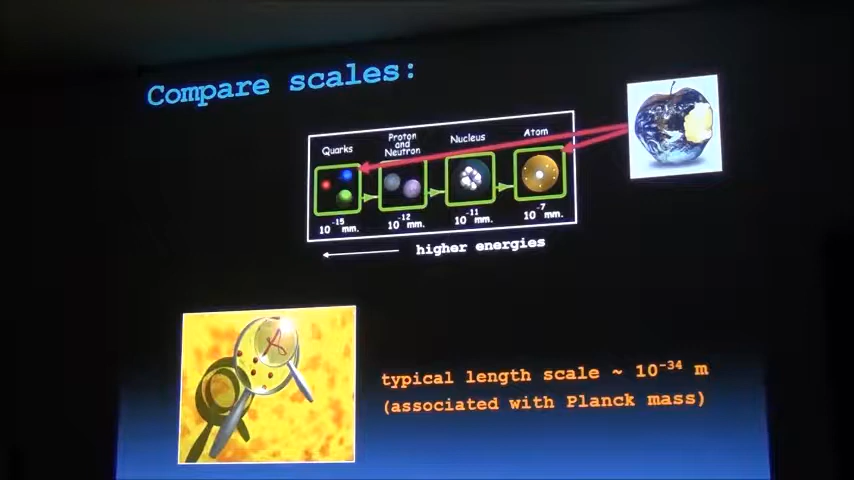 Compare scales:
Quarks
Proton
and
Neutron
Nucleus
Atom
10⁻¹⁵ mm.
10⁻¹² mm.
10⁻¹¹ mm.
10⁻⁷ mm.
higher energies
typical length scale ~ 10⁻³⁴ m
(associated with Planck mass)